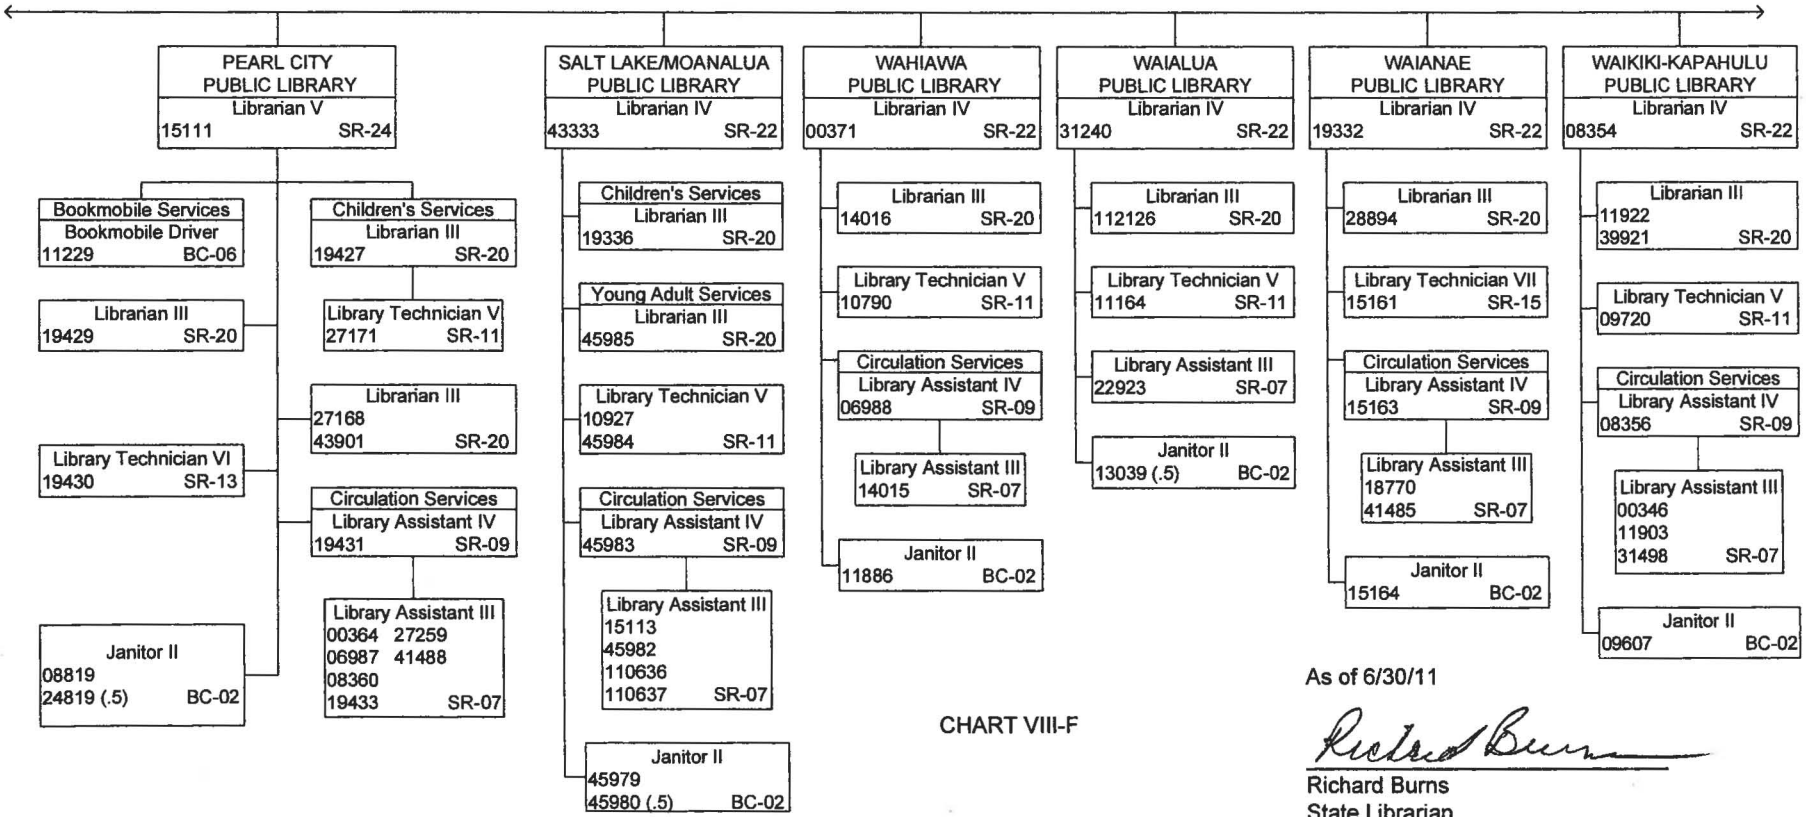 PEARL CITY
PUBLIC LIBRARY
Librarian V
15111 SR-24
Bookmobile Services
Bookmobile Driver
11229 BC-06
Children's Services
Librarian III
19427 SR-20
Librarian III
19429 SR-20
Library Technician V
27171 SR-11
Librarian III
27168
43901 SR-20
Library Technician VI
19430 SR-13
Circulation Services
Library Assistant IV
19431 SR-09
Library Assistant III
00364 27259
06987 41488
08360
19433 SR-07
Janitor II
08819
24819 (.5) BC-02
SALT LAKE/MOANALUA
PUBLIC LIBRARY
Librarian IV
43333 SR-22
Children's Services
Librarian III
19336 SR-20
Young Adult Services
Librarian III
45985 SR-20
Library Technician V
10927
45984 SR-11
Circulation Services
Library Assistant IV
45983 SR-09
Library Assistant III
15113
45982
110636
110637 SR-07
Janitor II
45979
45980 (.5) BC-02
WAHIAWA
PUBLIC LIBRARY
Librarian IV
00371 SR-22
Librarian III
14016 SR-20
Library Technician V
10790 SR-11
Circulation Services
Library Assistant IV
06988 SR-09
Library Assistant III
14015 SR-07
Janitor II
11886 BC-02
WAIALUA
PUBLIC LIBRARY
Librarian IV
31240 SR-22
Librarian III
112126 SR-20
Library Technician V
11164 SR-11
Library Assistant III
22923 SR-07
Janitor II
13039 (.5) BC-02
WAIANAE
PUBLIC LIBRARY
Librarian IV
19332 SR-22
Librarian III
28894 SR-20
Library Technician VII
15161 SR-15
Circulation Services
Library Assistant IV
15163 SR-09
Library Assistant III
18770
41485 SR-07
Janitor II
15164 BC-02
WAIKIKI-KAPAHULU
PUBLIC LIBRARY
Librarian IV
08354 SR-22
Librarian III
11922
39921 SR-20
Library Technician V
09720 SR-11
Circulation Services
Library Assistant IV
08356 SR-09
Library Assistant III
00346
11903
31498 SR-07
Janitor II
09607 BC-02
CHART VIII-F
As of 6/30/11
Richard Burns
Richard Burns
State Librarian